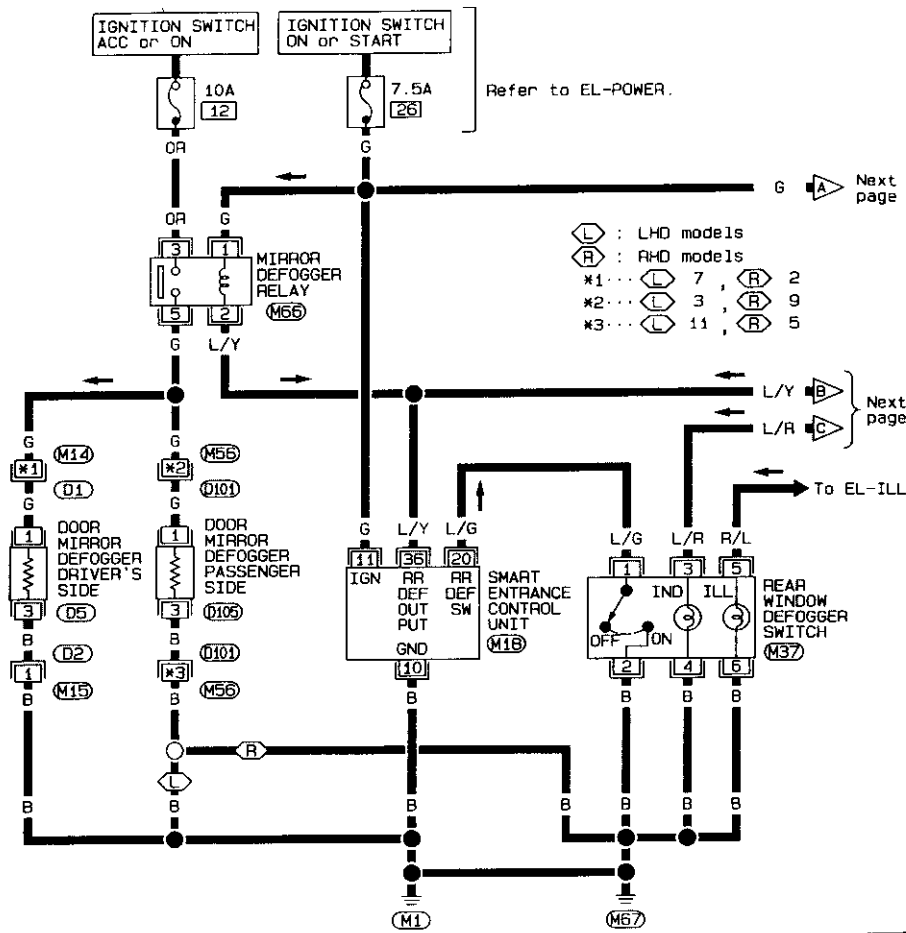 IGNITION SWITCH
ACC or ON
IGNITION SWITCH
ON or START
10A
12
7.5A
26
Refer to EL-POWER.
OR
G
OR
G
G
A
Next
page
3
1
MIRROR
DEFOGGER
RELAY
M66
5
2
G
L/Y
L : LHD models
R : RHD models
*1··· L 7 , R 2
*2··· L 3 , R 9
*3··· L 11 , R 5
L/Y
B
L/R
C
Next
page
To EL-ILL
G
*1
M14
D1
G
G
*2
M56
D101
G
1
DOOR
MIRROR
DEFOGGER
DRIVER'S
SIDE
3
D5
B
D2
1
M15
B
1
DOOR
MIRROR
DEFOGGER
PASSENGER
SIDE
3
D105
B
D101
*3
M56
B
G
L/Y
L/G
11
36
20
IGN
RR
DEF
OUT
PUT
RR
DEF
SW
GND
10
SMART
ENTRANCE
CONTROL
UNIT
M18
B
L/G
L/R
R/L
1
3
5
IND
ILL
OFF
ON
2
4
6
REAR
WINDOW
DEFOGGER
SWITCH
M37
B
B
B
R
L
B
B
B
B
B
B
B
M1
M67